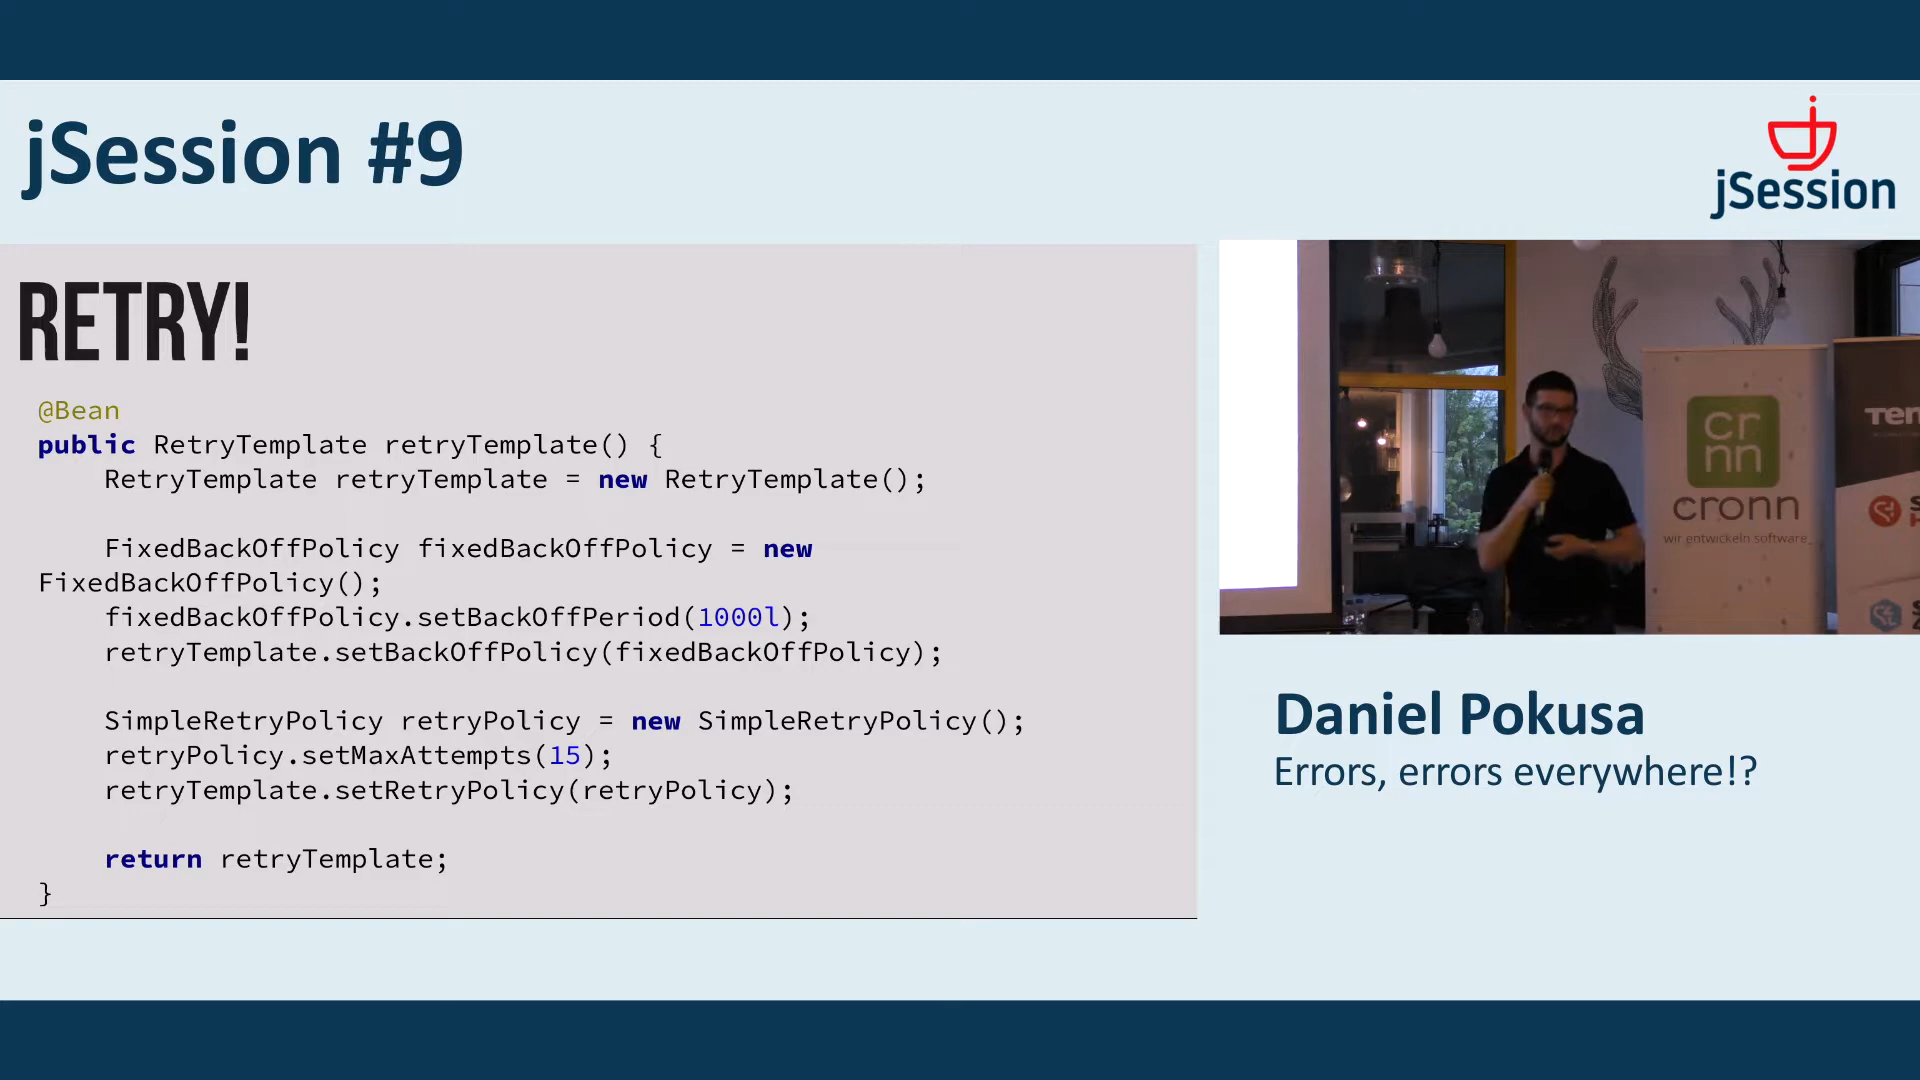 jSession #9
jSession
RETRY!
@Bean
public RetryTemplate retryTemplate() {
    RetryTemplate retryTemplate = new RetryTemplate();
    FixedBackOffPolicy fixedBackOffPolicy = new
FixedBackOffPolicy();
    fixedBackOffPolicy.setBackOffPeriod(1000l);
    retryTemplate.setBackOffPolicy(fixedBackOffPolicy);
    SimpleRetryPolicy retryPolicy = new SimpleRetryPolicy();
    retryPolicy.setMaxAttempts(15);
    retryTemplate.setRetryPolicy(retryPolicy);
    return retryTemplate;
}
cr
nn
cronn
wir entwickeln software_
Daniel Pokusa
Errors, errors everywhere!?